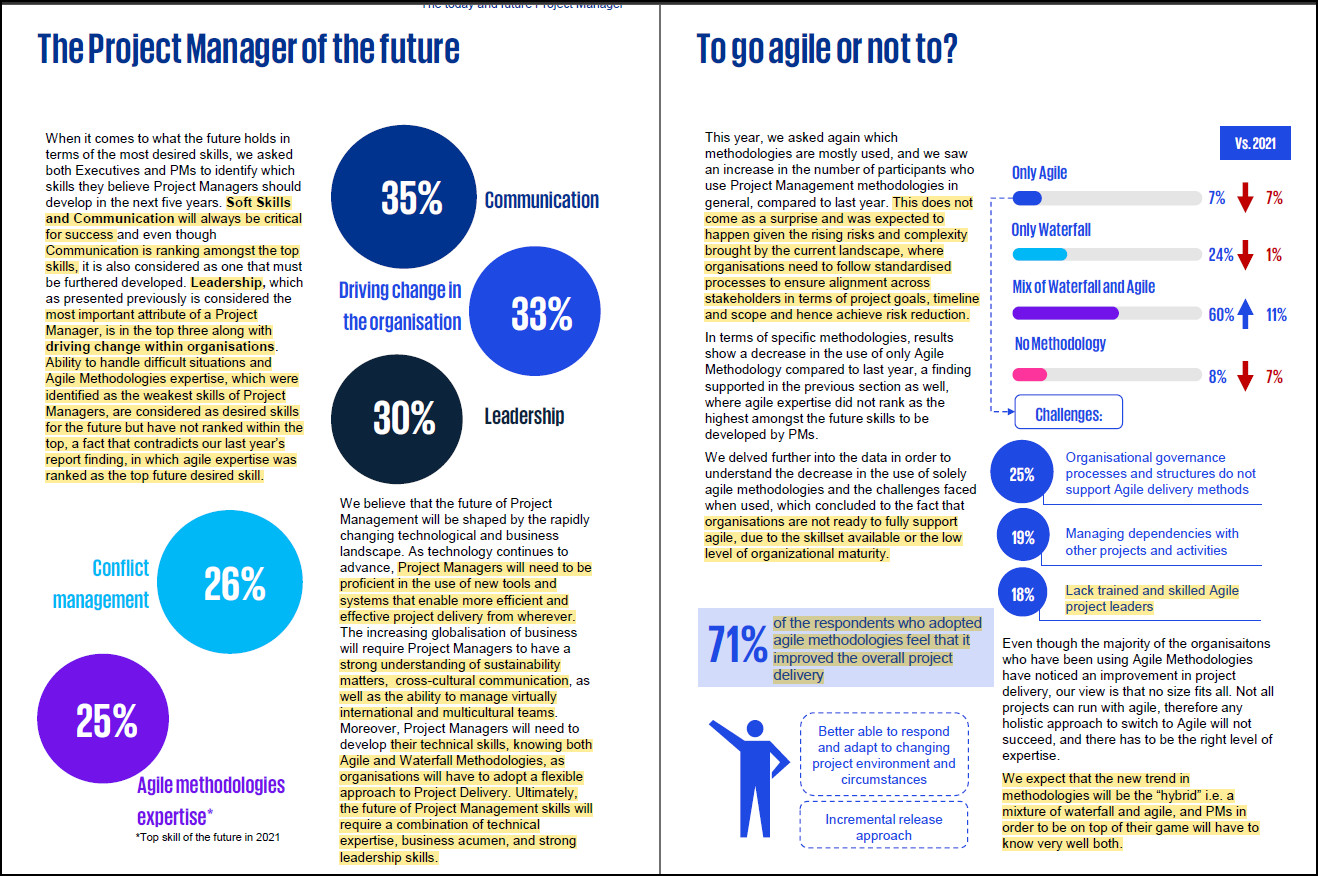 The today and future Project Manager
The Project Manager of the future
When it comes to what the future holds in
terms of the most desired skills, we asked
both Executives and PMs to identify which
skills they believe Project Managers should
develop in the next five years. Soft Skills
and Communication will always be critical
for success and even though
Communication is ranking amongst the top
skills, it is also considered as one that must
be furthered developed. Leadership, which
as presented previously is considered the
most important attribute of a Project
Manager, is in the top three along with
driving change within organisations.
Ability to handle difficult situations and
Agile Methodologies expertise, which were
identified as the weakest skills of Project
Managers, are considered as desired skills
for the future but have not ranked within the
top, a fact that contradicts our last year's
report finding, in which agile expertise was
ranked as the top future desired skill.
35%
Communication
Driving change in
the organisation
33%
30%
Leadership
Conflict
management
26%
25%
Agile methodologies
expertise*
*Top skill of the future in 2021
We believe that the future of Project
Management will be shaped by the rapidly
changing technological and business
landscape. As technology continues to
advance, Project Managers will need to be
proficient in the use of new tools and
systems that enable more efficient and
effective project delivery from wherever.
The increasing globalisation of business
will require Project Managers to have a
strong understanding of sustainability
matters, cross-cultural communication, as
well as the ability to manage virtually
international and multicultural teams.
Moreover, Project Managers will need to
develop their technical skills, knowing both
Agile and Waterfall Methodologies, as
organisations will have to adopt a flexible
approach to Project Delivery. Ultimately,
the future of Project Management skills will
require a combination of technical
expertise, business acumen, and strong
leadership skills.
To go agile or not to?
This year, we asked again which
methodologies are mostly used, and we saw
an increase in the number of participants who
use Project Management methodologies in
general, compared to last year. This does not
come as a surprise and was expected to
happen given the rising risks and complexity
brought by the current landscape, where
organisations need to follow standardised
processes to ensure alignment across
stakeholders in terms of project goals, timeline
and scope and hence achieve risk reduction.
In terms of specific methodologies, results
show a decrease in the use of only Agile
Methodology compared to last year, a finding
supported in the previous section as well,
where agile expertise did not rank as the
highest amongst the future skills to be
developed by PMs.
We delved further into the data in order to
understand the decrease in the use of solely
agile methodologies and the challenges faced
when used, which concluded to the fact that
organisations are not ready to fully support
agile, due to the skillset available or the low
level of organizational maturity.
71%
of the respondents who adopted
agile methodologies feel that it
improved the overall project
delivery
Better able to respond
and adapt to changing
project environment and
circumstances
Incremental release
approach
Vs. 2021
Only Agile
7% 7%
Only Waterfall
24% 1%
Mix of Waterfall and Agile
60% 11%
No Methodology
8% 7%
Challenges:
25%
Organisational governance
processes and structures do not
support Agile delivery methods
19%
Managing dependencies with
other projects and activities
18%
Lack trained and skilled Agile
project leaders
Even though the majority of the organisaitons
who have been using Agile Methodologies
have noticed an improvement in project
delivery, our view is that no size fits all. Not all
projects can run with agile, therefore any
holistic approach to switch to Agile will not
succeed, and there has to be the right level of
expertise.
We expect that the new trend in
methodologies will be the “hybrid” i.e. a
mixture of waterfall and agile, and PMs in
order to be on top of their game will have to
know very well both.